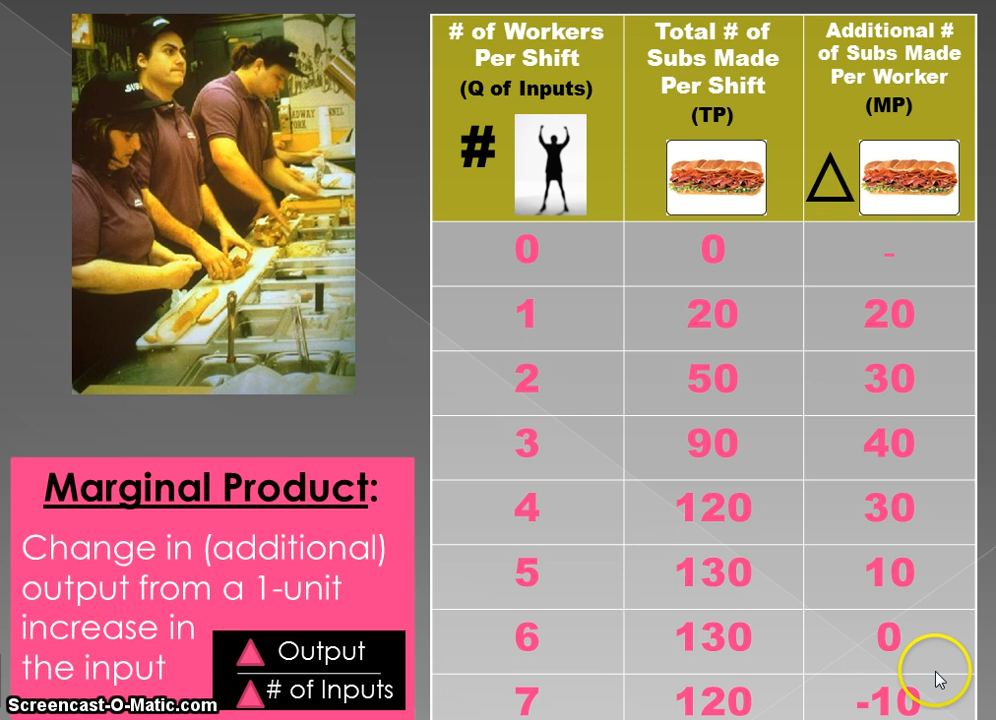 # of Workers
Per Shift
(Q of Inputs)
#
Total # of
Subs Made
Per Shift
(TP)
Additional #
of Subs Made
Per Worker
(MP)
Δ
0 0 -
1 20 20
2 50 30
3 90 40
4 120 30
5 130 10
6 130 0
7 120 -10
Marginal Product:
Change in (additional)
output from a 1-unit
increase in
the input
Δ Output
Δ # of Inputs
Screencast-O-Matic.com